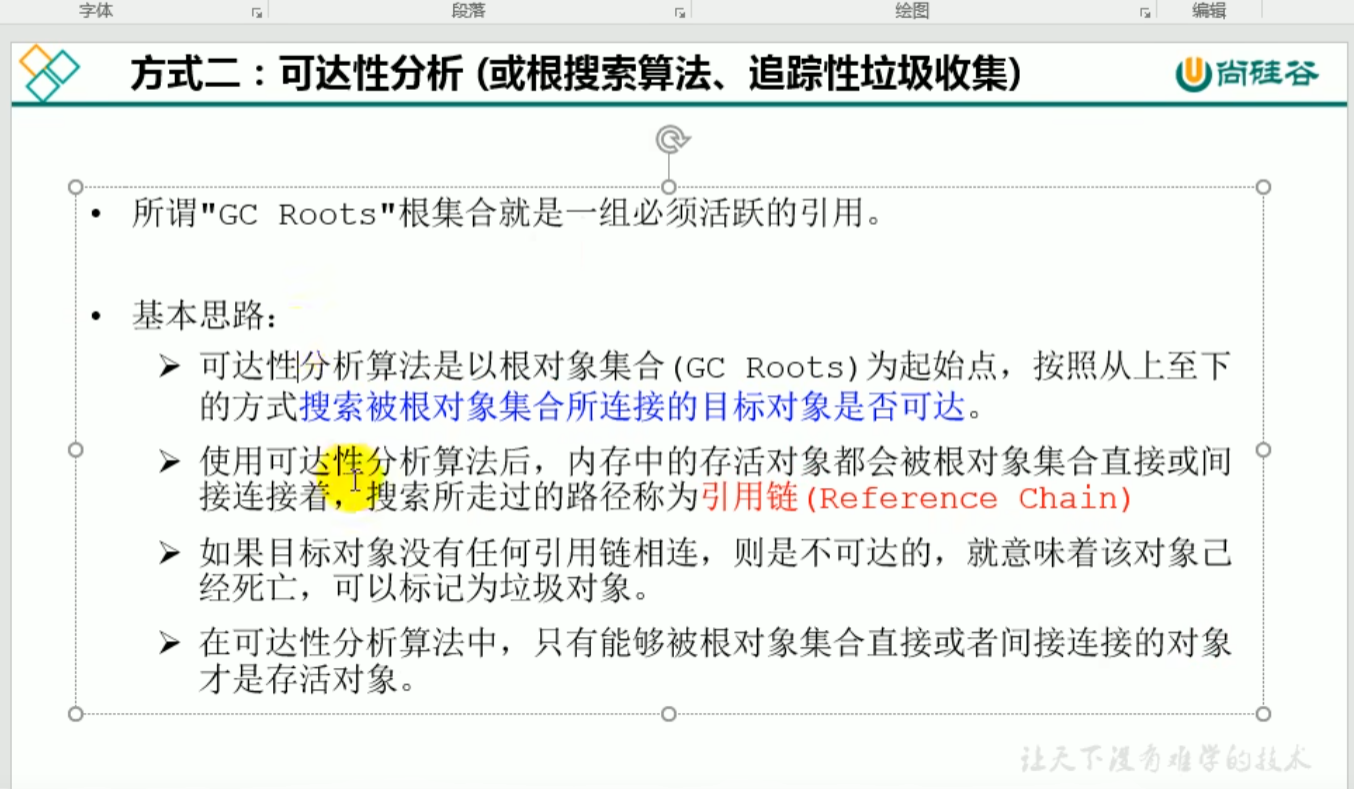 字体 段落 绘图 编辑
方式二：可达性分析 (或根搜索算法、追踪性垃圾收集)
尚硅谷
• 所谓"GC Roots"根集合就是一组必须活跃的引用。
• 基本思路：
➢ 可达性分析算法是以根对象集合(GC Roots)为起始点，按照从上至下
的方式搜索被根对象集合所连接的目标对象是否可达。
➢ 使用可达性分析算法后，内存中的存活对象都会被根对象集合直接或间
接连接着，搜索所走过的路径称为引用链(Reference Chain)
➢ 如果目标对象没有任何引用链相连，则是不可达的，就意味着该对象己
经死亡，可以标记为垃圾对象。
➢ 在可达性分析算法中，只有能够被根对象集合直接或者间接连接的对象
才是存活对象。
让天下没有难学的技术